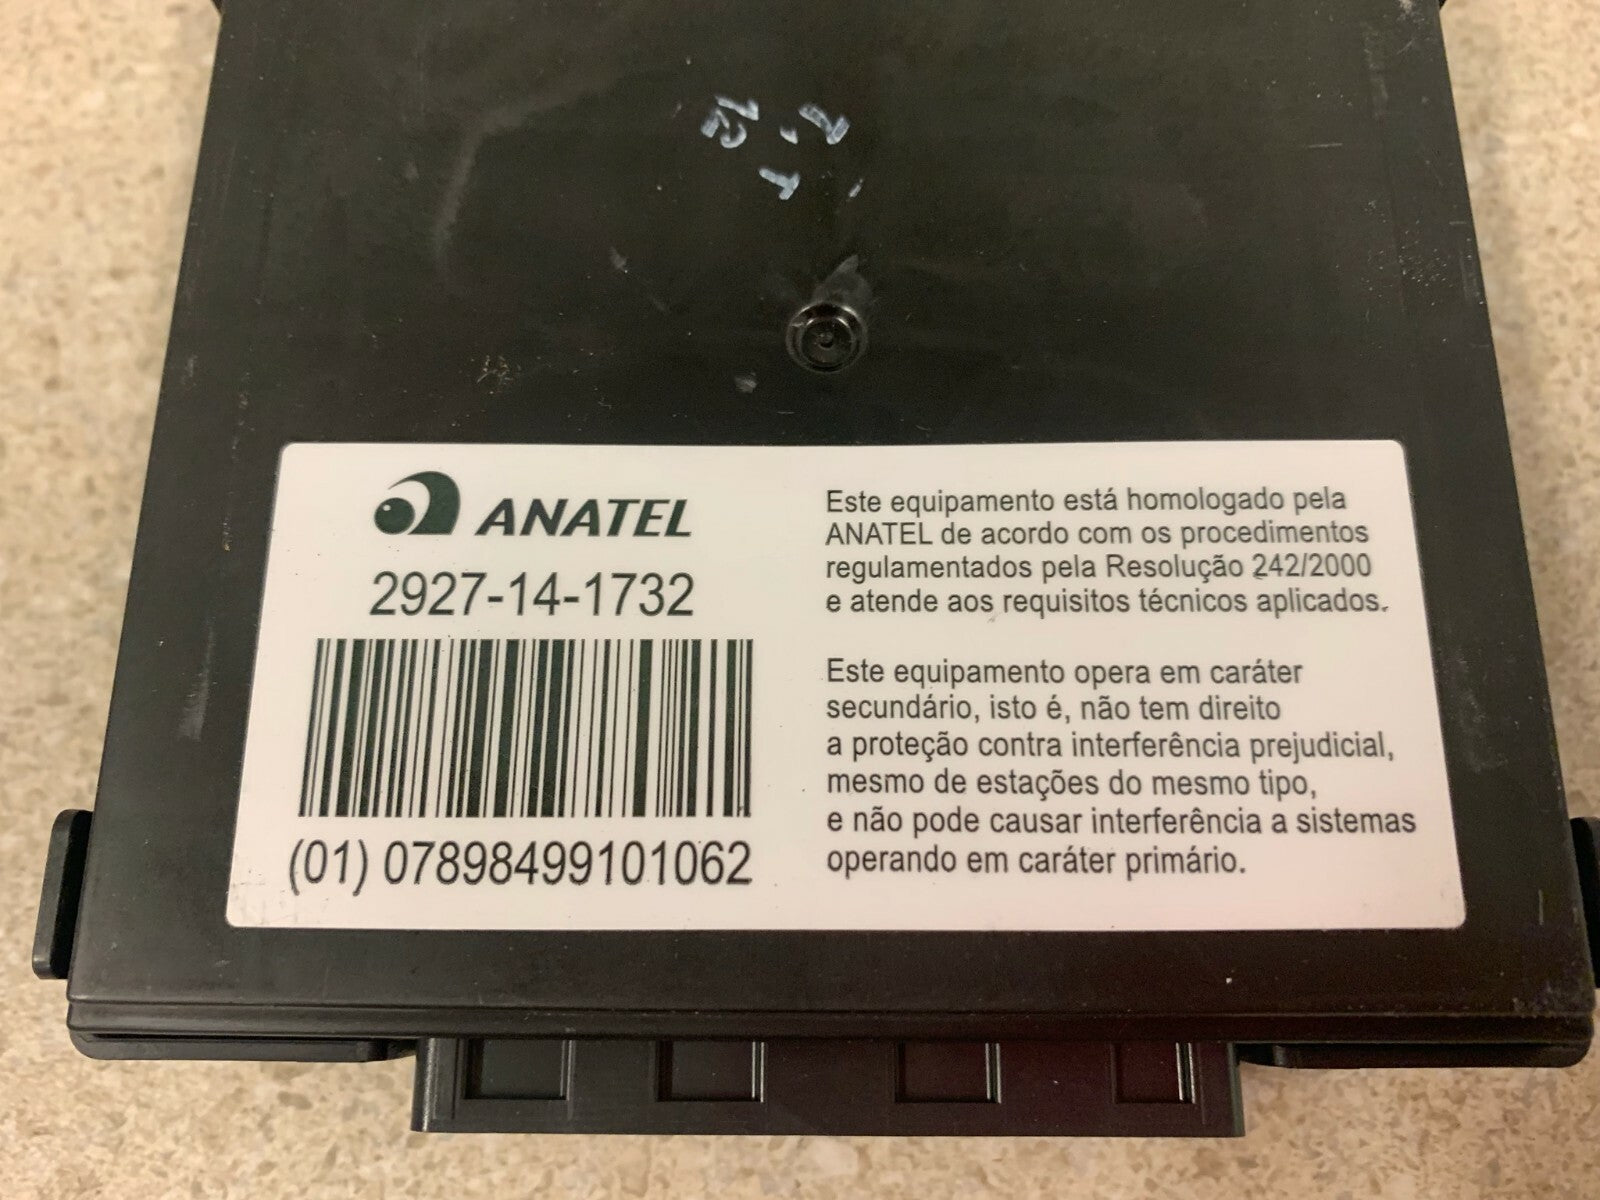 ANATEL
2927-14-1732
(01) 07898499101062
Este equipamento está homologado pela
ANATEL de acordo com os procedimentos
regulamentados pela Resolução 242/2000
e atende aos requisitos técnicos aplicados.
Este equipamento opera em caráter
secundário, isto é, não tem direito
a proteção contra interferência prejudicial,
mesmo de estações do mesmo tipo,
e não pode causar interferência a sistemas
operando em caráter primário.